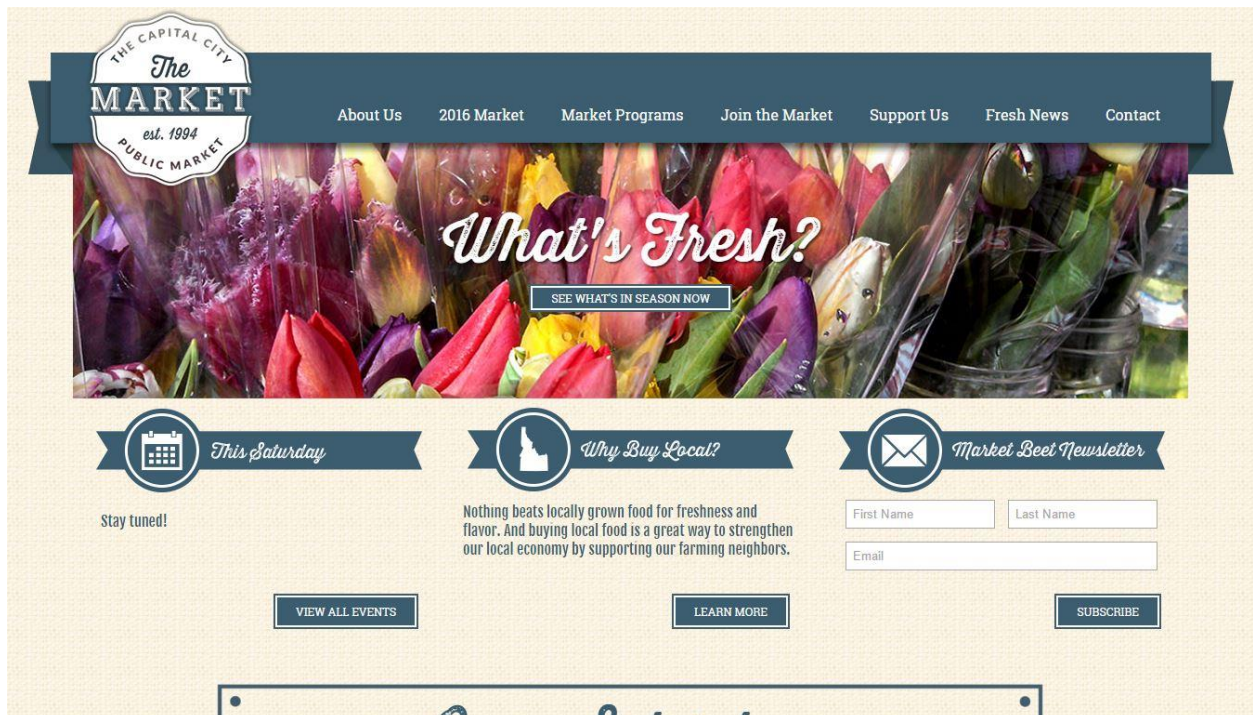 THE CAPITAL CITY
The
MARKET
est. 1994
PUBLIC MARKET
About Us
2016 Market
Market Programs
Join the Market
Support Us
Fresh News
Contact
What's Fresh?
SEE WHAT'S IN SEASON NOW
This Saturday
Stay tuned!
VIEW ALL EVENTS
Why Buy Local?
Nothing beats locally grown food for freshness and
flavor. And buying local food is a great way to strengthen
our local economy by supporting our farming neighbors.
LEARN MORE
Market Beet Newsletter
First Name
Last Name
Email
SUBSCRIBE